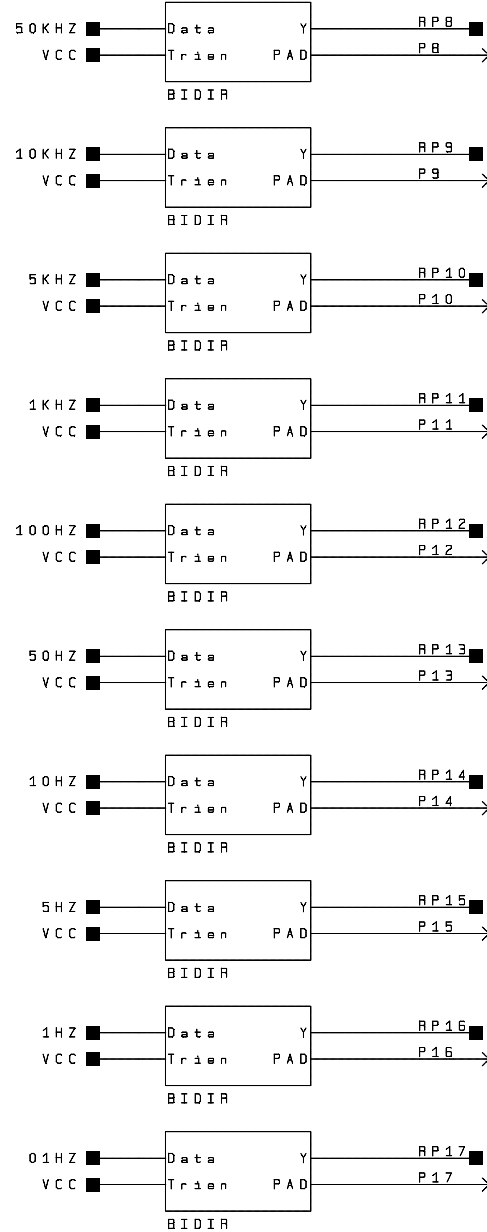 50KHZ Data Y RP8
VCC Trien PAD P8
BIDIR
10KHZ Data Y RP9
VCC Trien PAD P9
BIDIR
5KHZ Data Y RP10
VCC Trien PAD P10
BIDIR
1KHZ Data Y RP11
VCC Trien PAD P11
BIDIR
100HZ Data Y RP12
VCC Trien PAD P12
BIDIR
50HZ Data Y RP13
VCC Trien PAD P13
BIDIR
10HZ Data Y RP14
VCC Trien PAD P14
BIDIR
5HZ Data Y RP15
VCC Trien PAD P15
BIDIR
1HZ Data Y RP16
VCC Trien PAD P16
BIDIR
01HZ Data Y RP17
VCC Trien PAD P17
BIDIR